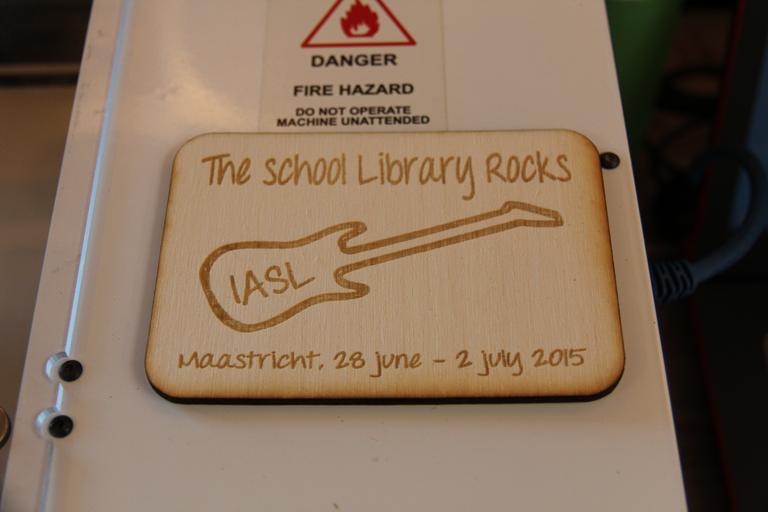 DANGER
FIRE HAZARD
DO NOT OPERATE
MACHINE UNATTENDED
The school Library Rocks
IASL
Maastricht, 28 june - 2 july 2015